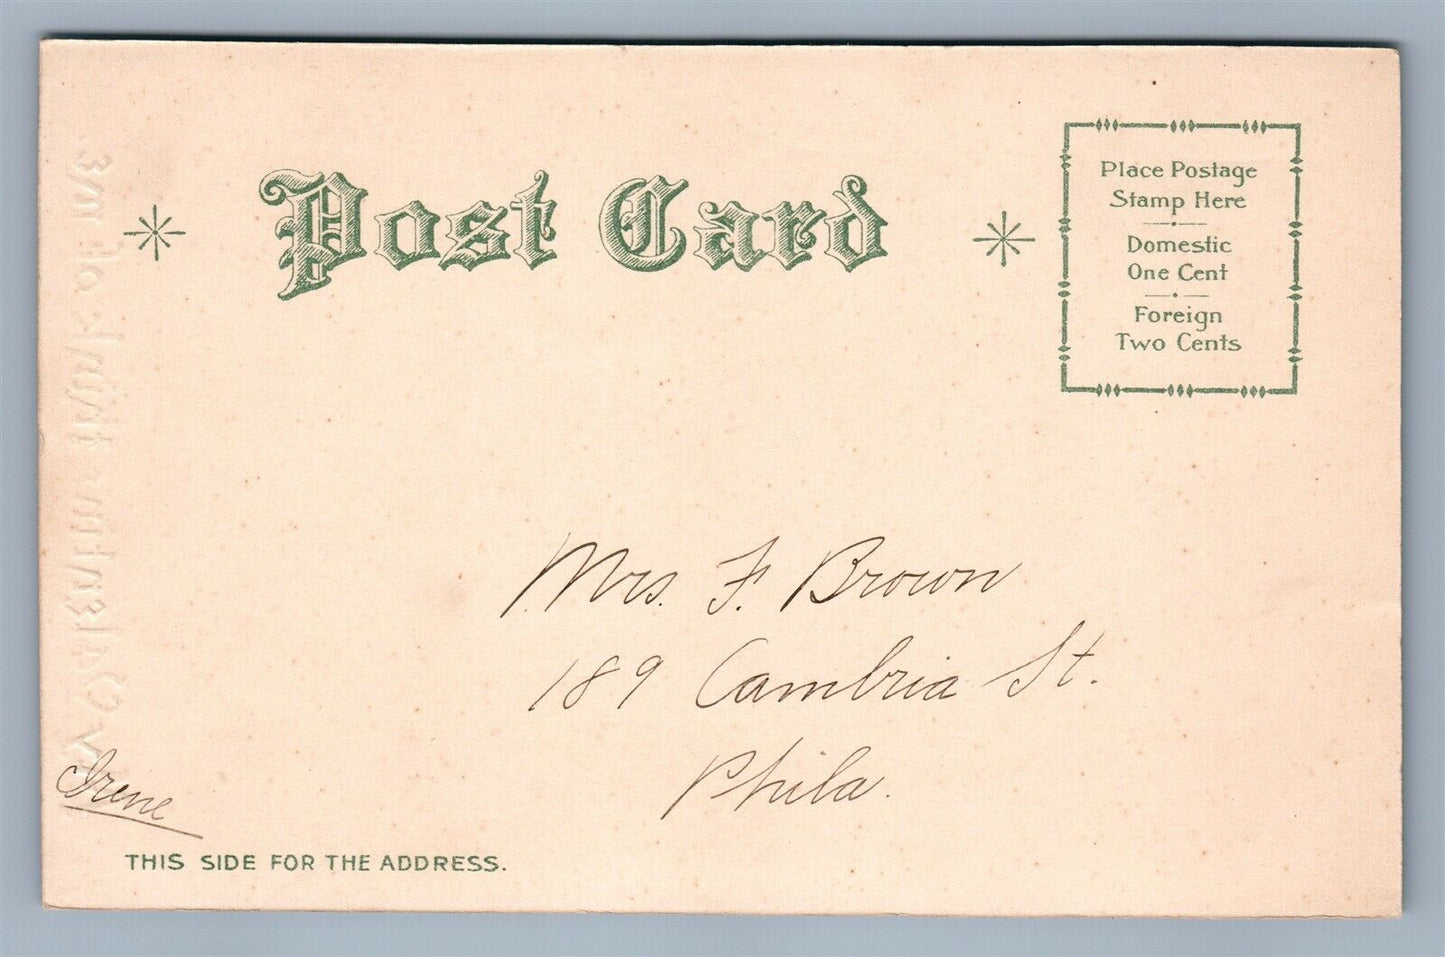 Post Card
Place Postage
Stamp Here
Domestic
One Cent
Foreign
Two Cents
Mrs. F. Brown
189 Cambria St.
Phila.
Irene
THIS SIDE FOR THE ADDRESS.